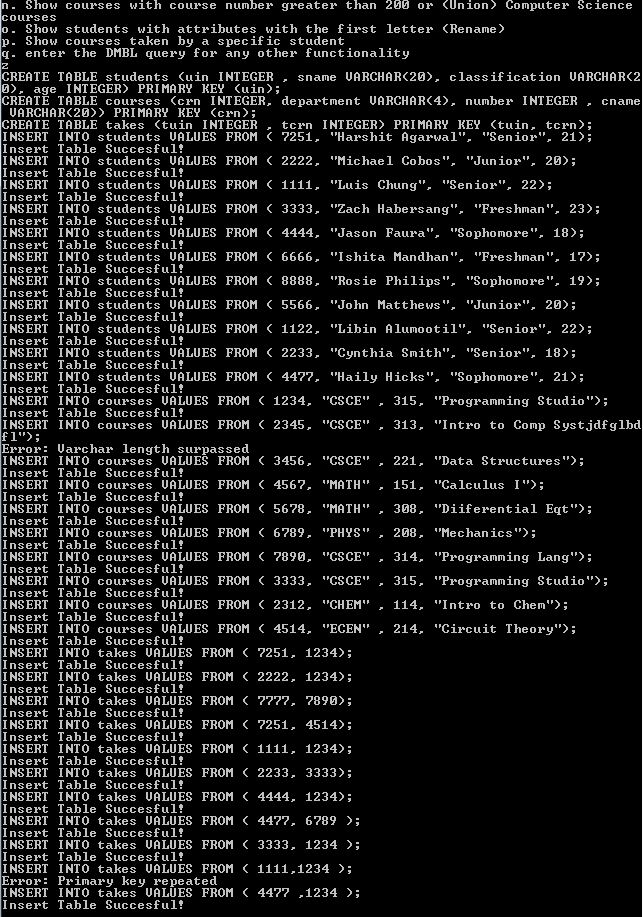 n. Show courses with course number greater than 200 or (Union) Computer Science
courses
o. Show students with attributes with the first letter (Rename)
p. Show courses taken by a specific student
q. enter the DMBL query for any other functionality
z
CREATE TABLE students (uin INTEGER , sname VARCHAR(20), classification VARCHAR(2
0), age INTEGER) PRIMARY KEY (uin);
CREATE TABLE courses (crn INTEGER, department VARCHAR(4), number INTEGER , cname
 VARCHAR(20)) PRIMARY KEY (crn);
CREATE TABLE takes (tuin INTEGER , tcrn INTEGER) PRIMARY KEY (tuin, tcrn);
INSERT INTO students VALUES FROM ( 7251, "Harshit Agarwal", "Senior", 21);
Insert Table Succesful!
INSERT INTO students VALUES FROM ( 2222, "Michael Cobos", "Junior", 20);
Insert Table Succesful!
INSERT INTO students VALUES FROM ( 1111, "Luis Chung", "Senior", 22);
Insert Table Succesful!
INSERT INTO students VALUES FROM ( 3333, "Zach Habersang", "Freshman", 23);
Insert Table Succesful!
INSERT INTO students VALUES FROM ( 4444, "Jason Faura", "Sophomore", 18);
Insert Table Succesful!
INSERT INTO students VALUES FROM ( 6666, "Ishita Mandhan", "Freshman", 17);
Insert Table Succesful!
INSERT INTO students VALUES FROM ( 8888, "Rosie Philips", "Sophomore", 19);
Insert Table Succesful!
INSERT INTO students VALUES FROM ( 5566, "John Matthews", "Junior", 20);
Insert Table Succesful!
INSERT INTO students VALUES FROM ( 1122, "Libin Alumootil", "Senior", 22);
Insert Table Succesful!
INSERT INTO students VALUES FROM ( 2233, "Cynthia Smith", "Senior", 18);
Insert Table Succesful!
INSERT INTO students VALUES FROM ( 4477, "Haily Hicks", "Sophomore", 21);
Insert Table Succesful!
INSERT INTO courses VALUES FROM ( 1234, "CSCE" , 315, "Programming Studio");
Insert Table Succesful!
INSERT INTO courses VALUES FROM ( 2345, "CSCE" , 313, "Intro to Comp Systjdfglbd
fl");
Error: Varchar length surpassed
INSERT INTO courses VALUES FROM ( 3456, "CSCE" , 221, "Data Structures");
Insert Table Succesful!
INSERT INTO courses VALUES FROM ( 4567, "MATH" , 151, "Calculus I");
Insert Table Succesful!
INSERT INTO courses VALUES FROM ( 5678, "MATH" , 308, "Diiferential Eqt");
Insert Table Succesful!
INSERT INTO courses VALUES FROM ( 6789, "PHYS" , 208, "Mechanics");
Insert Table Succesful!
INSERT INTO courses VALUES FROM ( 7890, "CSCE" , 314, "Programming Lang");
Insert Table Succesful!
INSERT INTO courses VALUES FROM ( 3333, "CSCE" , 315, "Programming Studio");
Insert Table Succesful!
INSERT INTO courses VALUES FROM ( 2312, "CHEM" , 114, "Intro to Chem");
Insert Table Succesful!
INSERT INTO courses VALUES FROM ( 4514, "ECEN" , 214, "Circuit Theory");
Insert Table Succesful!
INSERT INTO takes VALUES FROM ( 7251, 1234);
Insert Table Succesful!
INSERT INTO takes VALUES FROM ( 2222, 1234);
Insert Table Succesful!
INSERT INTO takes VALUES FROM ( 7777, 7890);
Insert Table Succesful!
INSERT INTO takes VALUES FROM ( 7251, 4514);
Insert Table Succesful!
INSERT INTO takes VALUES FROM ( 1111, 1234);
Insert Table Succesful!
INSERT INTO takes VALUES FROM ( 2233, 3333);
Insert Table Succesful!
INSERT INTO takes VALUES FROM ( 4444, 1234);
Insert Table Succesful!
INSERT INTO takes VALUES FROM ( 4477, 6789 );
Insert Table Succesful!
INSERT INTO takes VALUES FROM ( 3333, 1234 );
Insert Table Succesful!
INSERT INTO takes VALUES FROM ( 1111,1234 );
Error: Primary key repeated
INSERT INTO takes VALUES FROM ( 4477 ,1234 );
Insert Table Succesful!